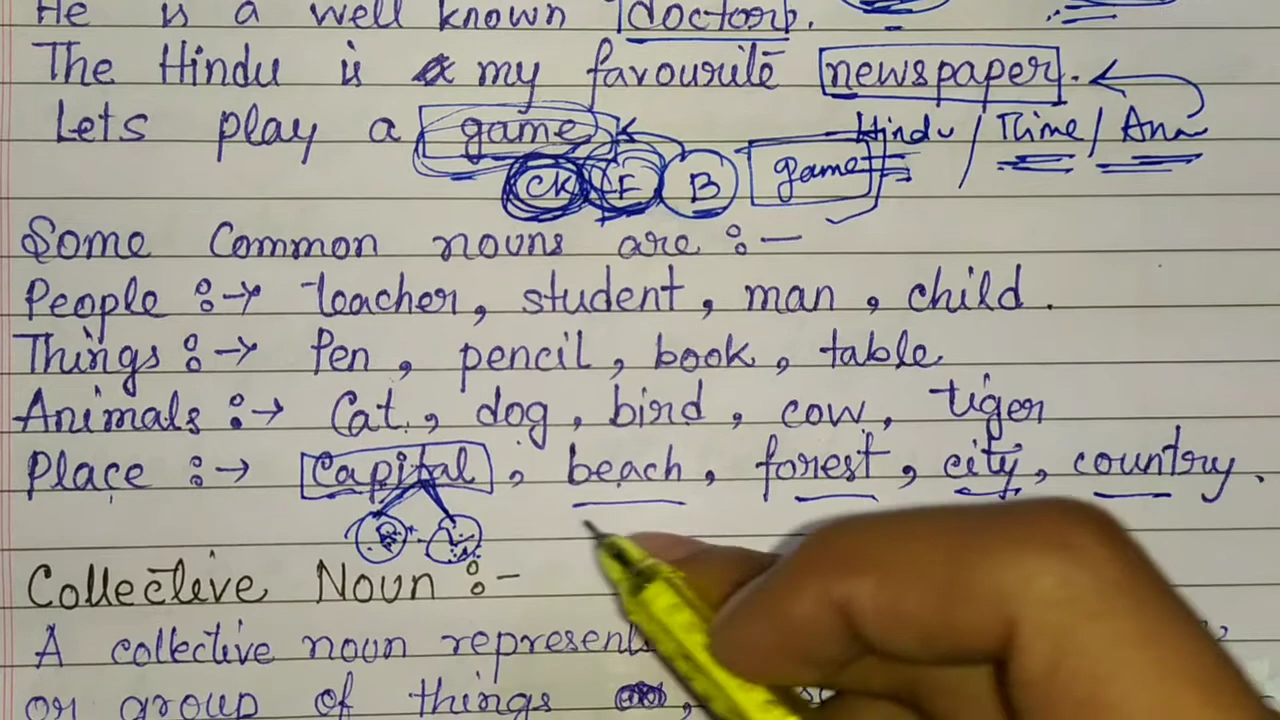 He is a well known doctor.
The Hindu is my favourite newspaper.
Lets play a game Hindu / Time /
CK F B game
Some Common nouns are :-
People :→ teacher, student, man, child.
Things :→ Pen, pencil, book, table
Animals :→ Cat, dog, bird, cow, tiger
Place :→ Capital, beach, forest, city, country.
Collective Noun :-
A collective noun represent
or group of things